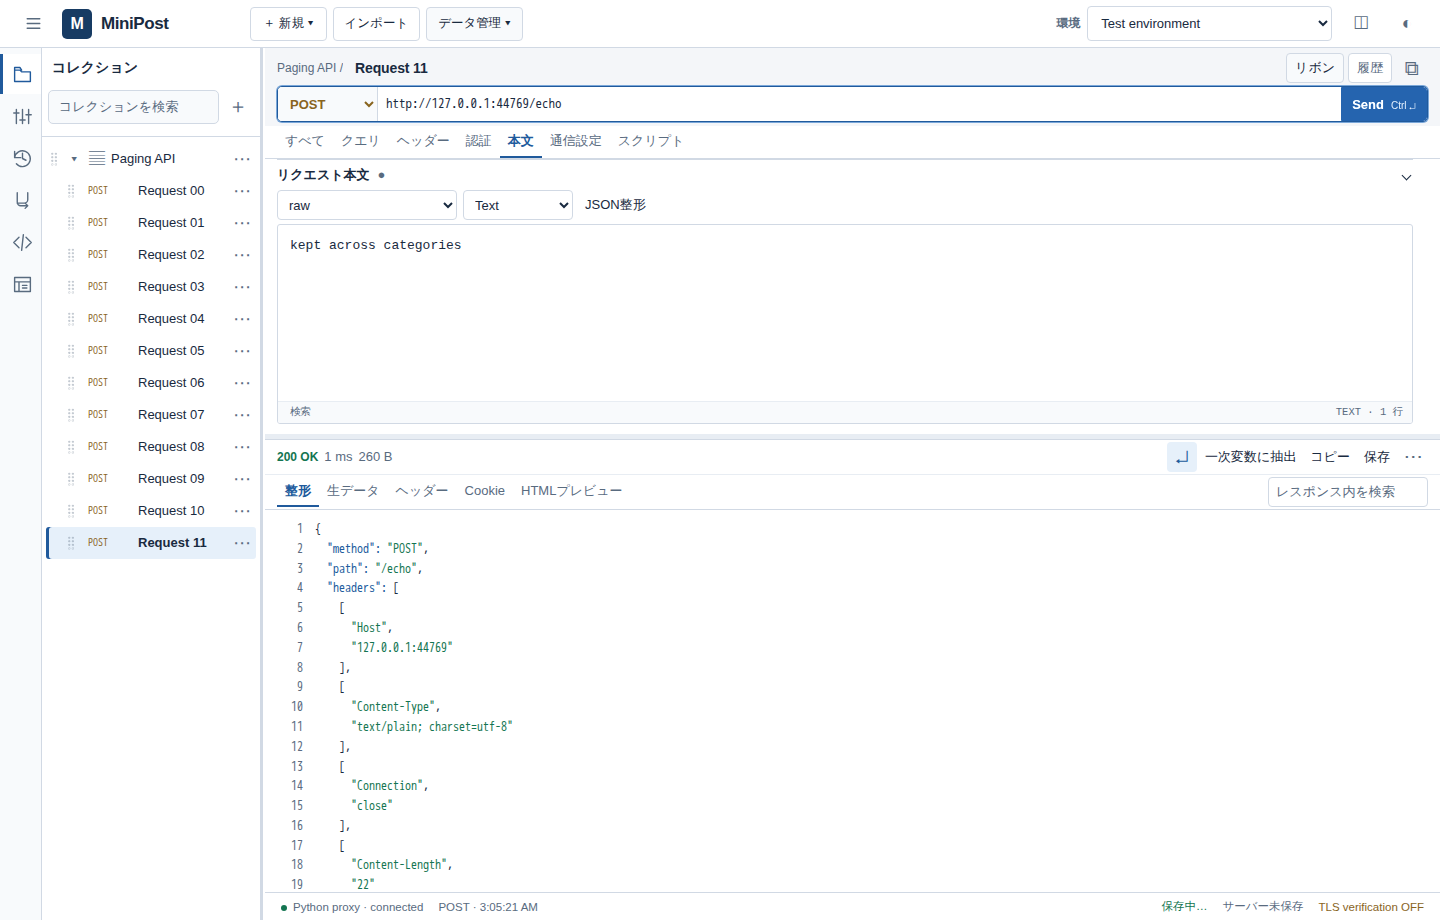 M MiniPost ＋ 新規 ▾ インポート データ管理 ▾ 環境 Test environment
コレクション
コレクションを検索 ＋
▾ Paging API ···
POST Request 00 ···
POST Request 01 ···
POST Request 02 ···
POST Request 03 ···
POST Request 04 ···
POST Request 05 ···
POST Request 06 ···
POST Request 07 ···
POST Request 08 ···
POST Request 09 ···
POST Request 10 ···
POST Request 11 ···
Paging API / Request 11 リボン 履歴
POST http://127.0.0.1:44769/echo Send Ctrl ⏎
すべて クエリ ヘッダー 認証 本文 通信設定 スクリプト
リクエスト本文 ●
raw Text JSON整形
kept across categories
検索 TEXT · 1 行
200 OK 1 ms 260 B 一次変数に抽出 コピー 保存 ···
整形 生データ ヘッダー Cookie HTMLプレビュー レスポンス内を検索
1 {
2 "method": "POST",
3 "path": "/echo",
4 "headers": [
5 [
6 "Host",
7 "127.0.0.1:44769"
8 ],
9 [
10 "Content-Type",
11 "text/plain; charset=utf-8"
12 ],
13 [
14 "Connection",
15 "close"
16 ],
17 [
18 "Content-Length",
19 "22"
● Python proxy · connected POST · 3:05:21 AM 保存中… サーバー未保存 TLS verification OFF